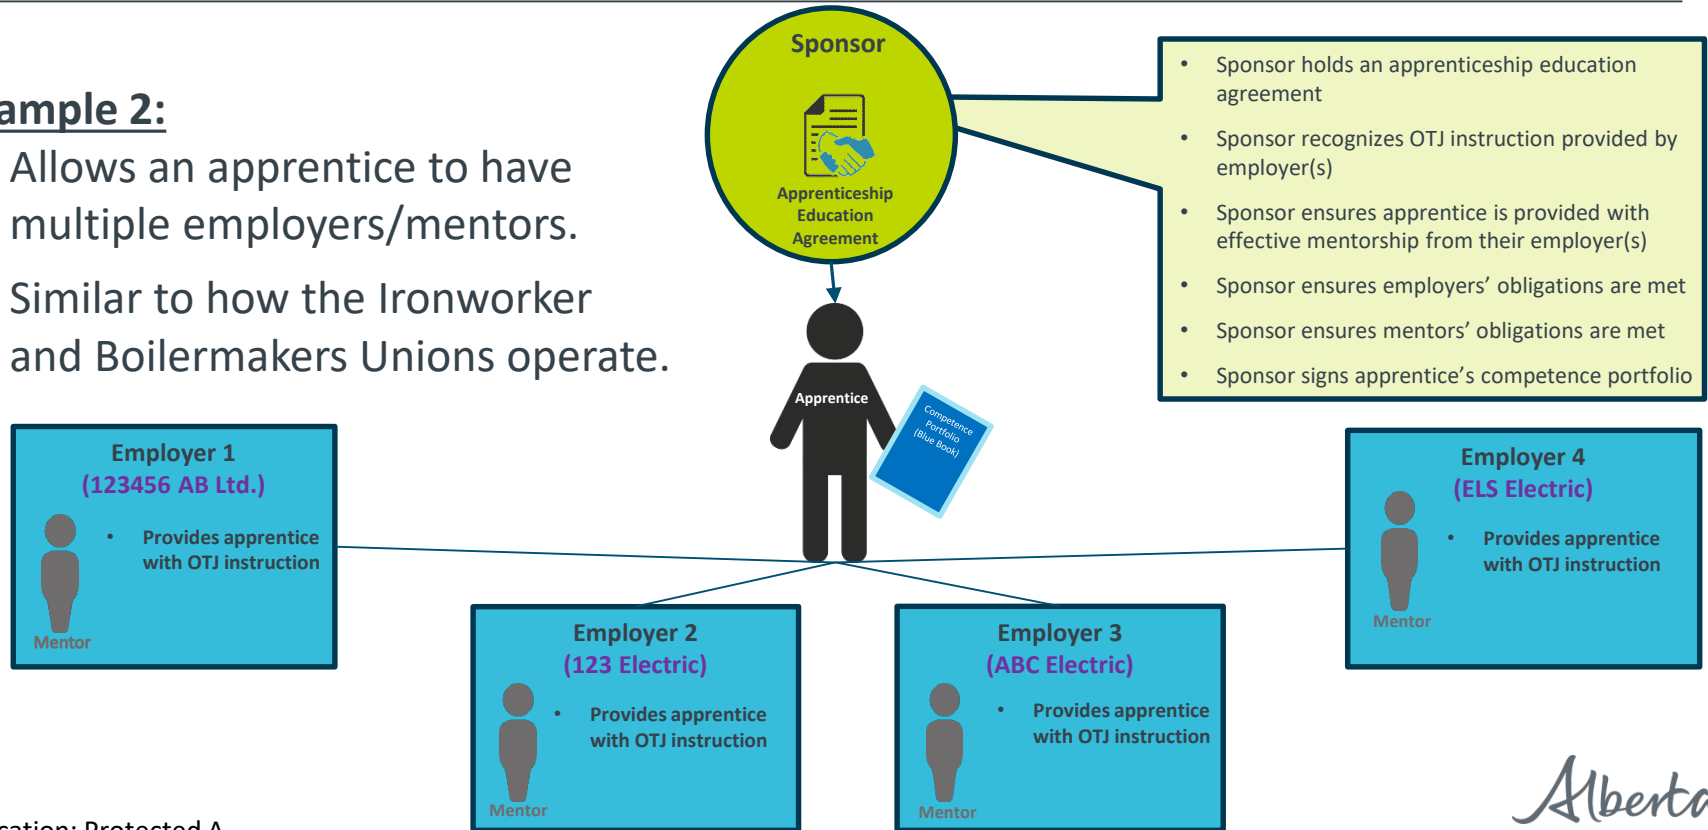 ample 2:
Allows an apprentice to have
multiple employers/mentors.
Similar to how the Ironworker
and Boilermakers Unions operate.
Sponsor
Apprenticeship
Education
Agreement
• Sponsor holds an apprenticeship education
agreement
• Sponsor recognizes OTJ instruction provided by
employer(s)
• Sponsor ensures apprentice is provided with
effective mentorship from their employer(s)
• Sponsor ensures employers’ obligations are met
• Sponsor ensures mentors’ obligations are met
• Sponsor signs apprentice’s competence portfolio
Apprentice
Competence
Portfolio
(Blue Book)
Employer 1
(123456 AB Ltd.)
• Provides apprentice
with OTJ instruction
Mentor
Employer 2
(123 Electric)
• Provides apprentice
with OTJ instruction
Mentor
Employer 3
(ABC Electric)
• Provides apprentice
with OTJ instruction
Mentor
Employer 4
(ELS Electric)
• Provides apprentice
with OTJ instruction
Mentor
Alberta
cation: Protected A